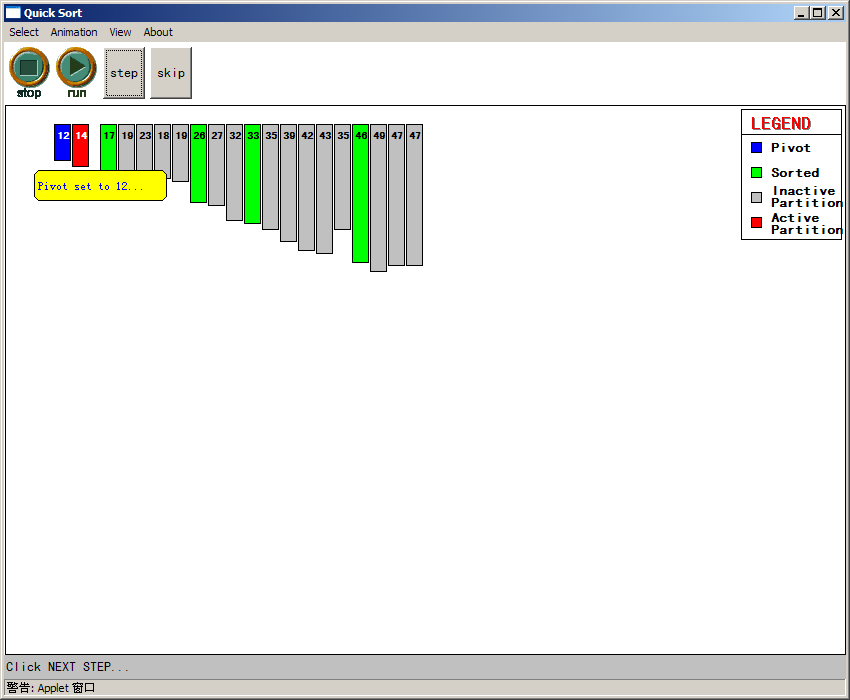 Quick Sort
Select Animation View About
stop run step skip
12 14 17 19 23 18 19 26 27 32 33 35 39 42 43 35 46 49 47 47
Pivot set to 12...
LEGEND
Pivot
Sorted
Inactive
Partition
Active
Partition
Click NEXT STEP...
警告: Applet 窗口